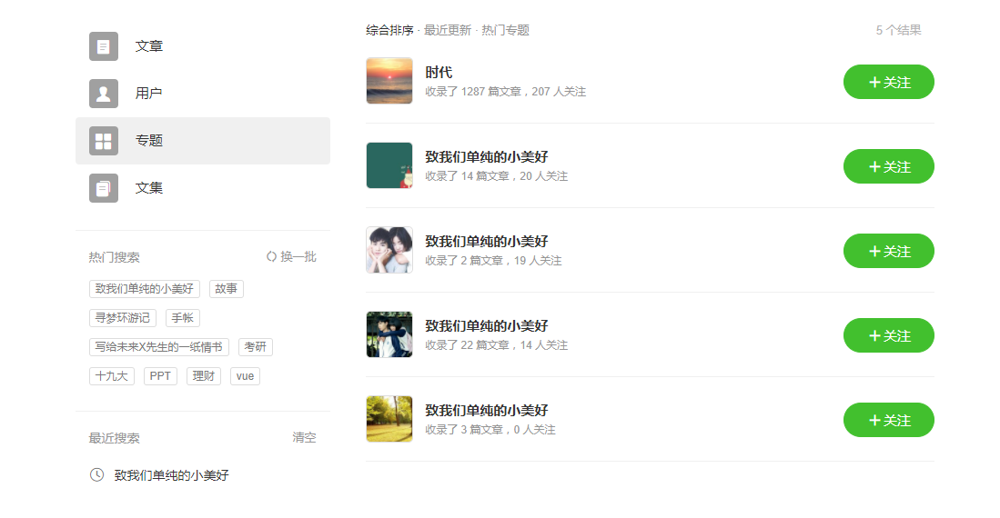 文章
用户
专题
文集
热门搜索 换一批
致我们单纯的小美好 故事
寻梦环游记 手帐
写给未来X先生的一纸情书 考研
十九大 PPT 理财 vue
最近搜索 清空
致我们单纯的小美好
综合排序 · 最近更新 · 热门专题 5 个结果
时代
收录了 1287 篇文章，207 人关注
＋关注
致我们单纯的小美好
收录了 14 篇文章，20 人关注
＋关注
致我们单纯的小美好
收录了 2 篇文章，19 人关注
＋关注
致我们单纯的小美好
收录了 22 篇文章，14 人关注
＋关注
致我们单纯的小美好
收录了 3 篇文章，0 人关注
＋关注